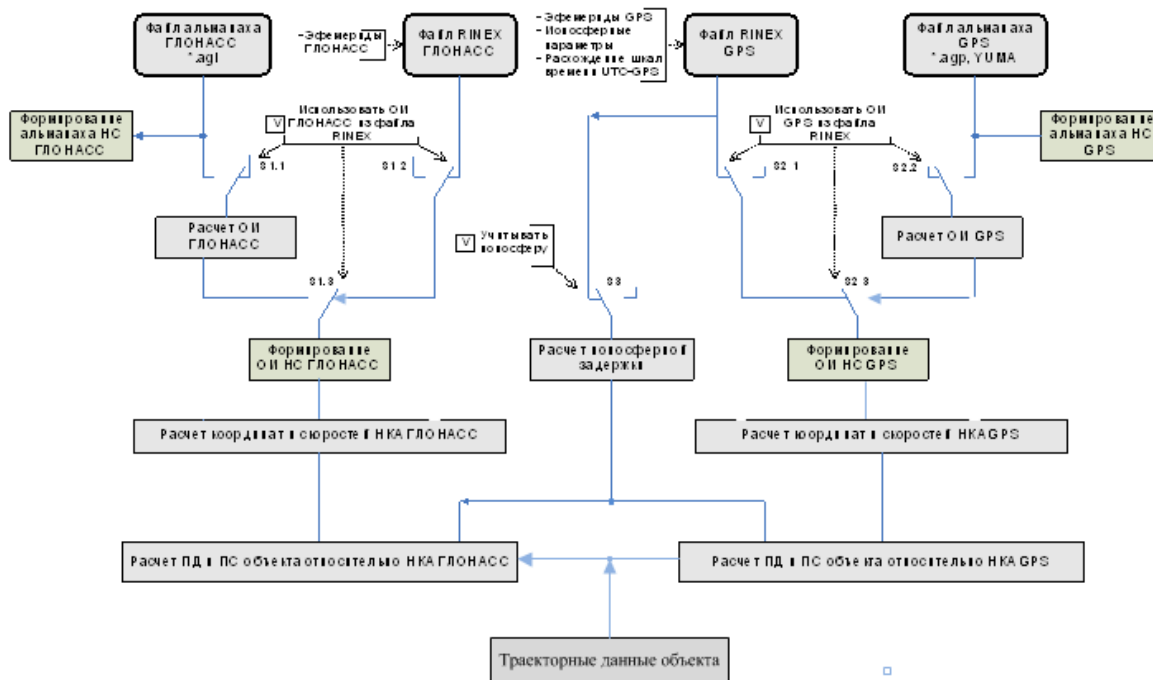 Файл альманаха
ГЛОНАСС
*.agl
- Эфемериды
ГЛОНАСС
Файл RINEX
ГЛОНАСС
- Эфемериды GPS
- Ионосферные
параметры
- Расхождение шкал
времени UTC-GPS
Файл RINEX
GPS
Файл альманаха
GPS
*.agp, YUMA
Формирование
альманаха НС
ГЛОНАСС
V
Использовать ОИ
ГЛОНАСС из файла
RINEX
V
Использовать ОИ
GPS из файла
RINEX
Формирование
альманаха НС
GPS
S1.1
S1.2
S2.1
S2.2
Расчет ОИ
ГЛОНАСС
V
Учитывать
ионосферу
Расчет ОИ GPS
S1.3
S3
S2.3
Формирование
ОИ НС ГЛОНАСС
Расчет ионосферной
задержки
Формирование
ОИ НС GPS
Расчет координат и скоростей НКА ГЛОНАСС
Расчет координат и скоростей НКА GPS
Расчет ПД и ПС объекта относительно НКА ГЛОНАСС
Расчет ПД и ПС объекта относительно НКА GPS
Траекторные данные объекта